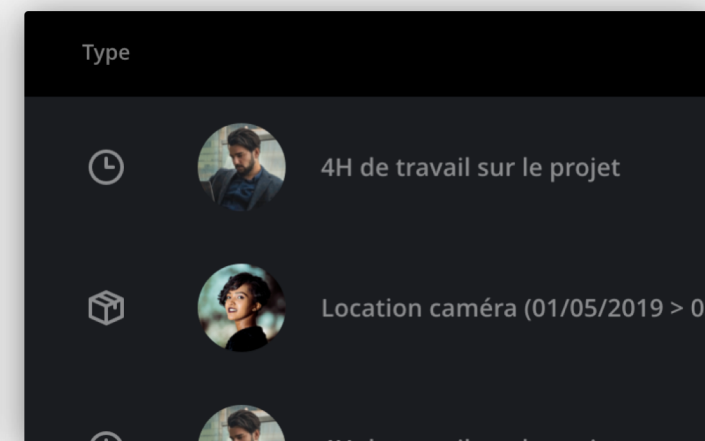 Type
4H de travail sur le projet
Location caméra (01/05/2019 > 0